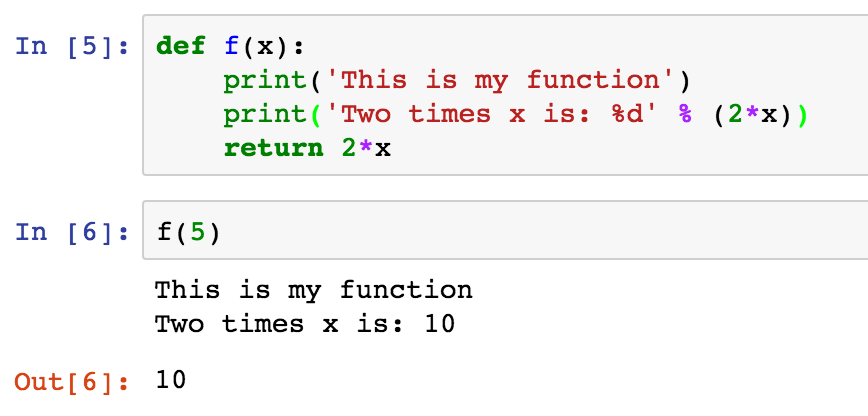 In [5]: def f(x):
    print('This is my function')
    print('Two times x is: %d' % (2*x))
    return 2*x
In [6]: f(5)
This is my function
Two times x is: 10
Out[6]: 10